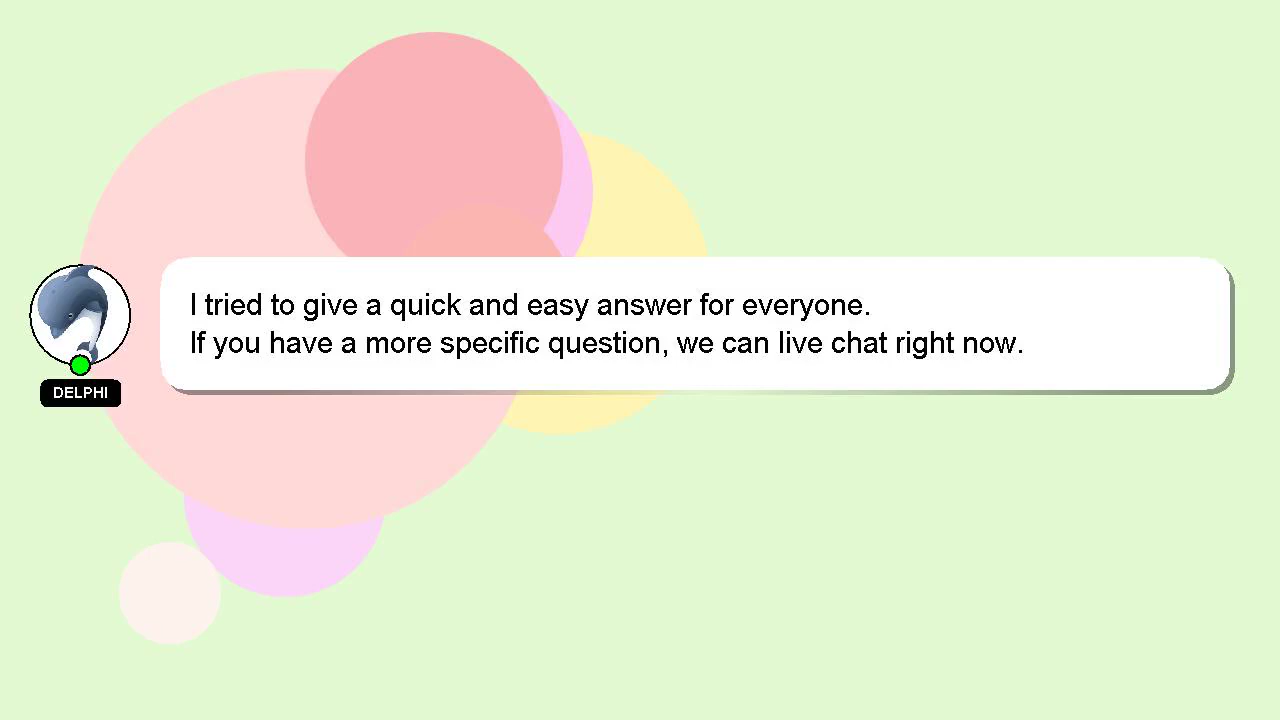 I tried to give a quick and easy answer for everyone.
If you have a more specific question, we can live chat right now.
DELPHI